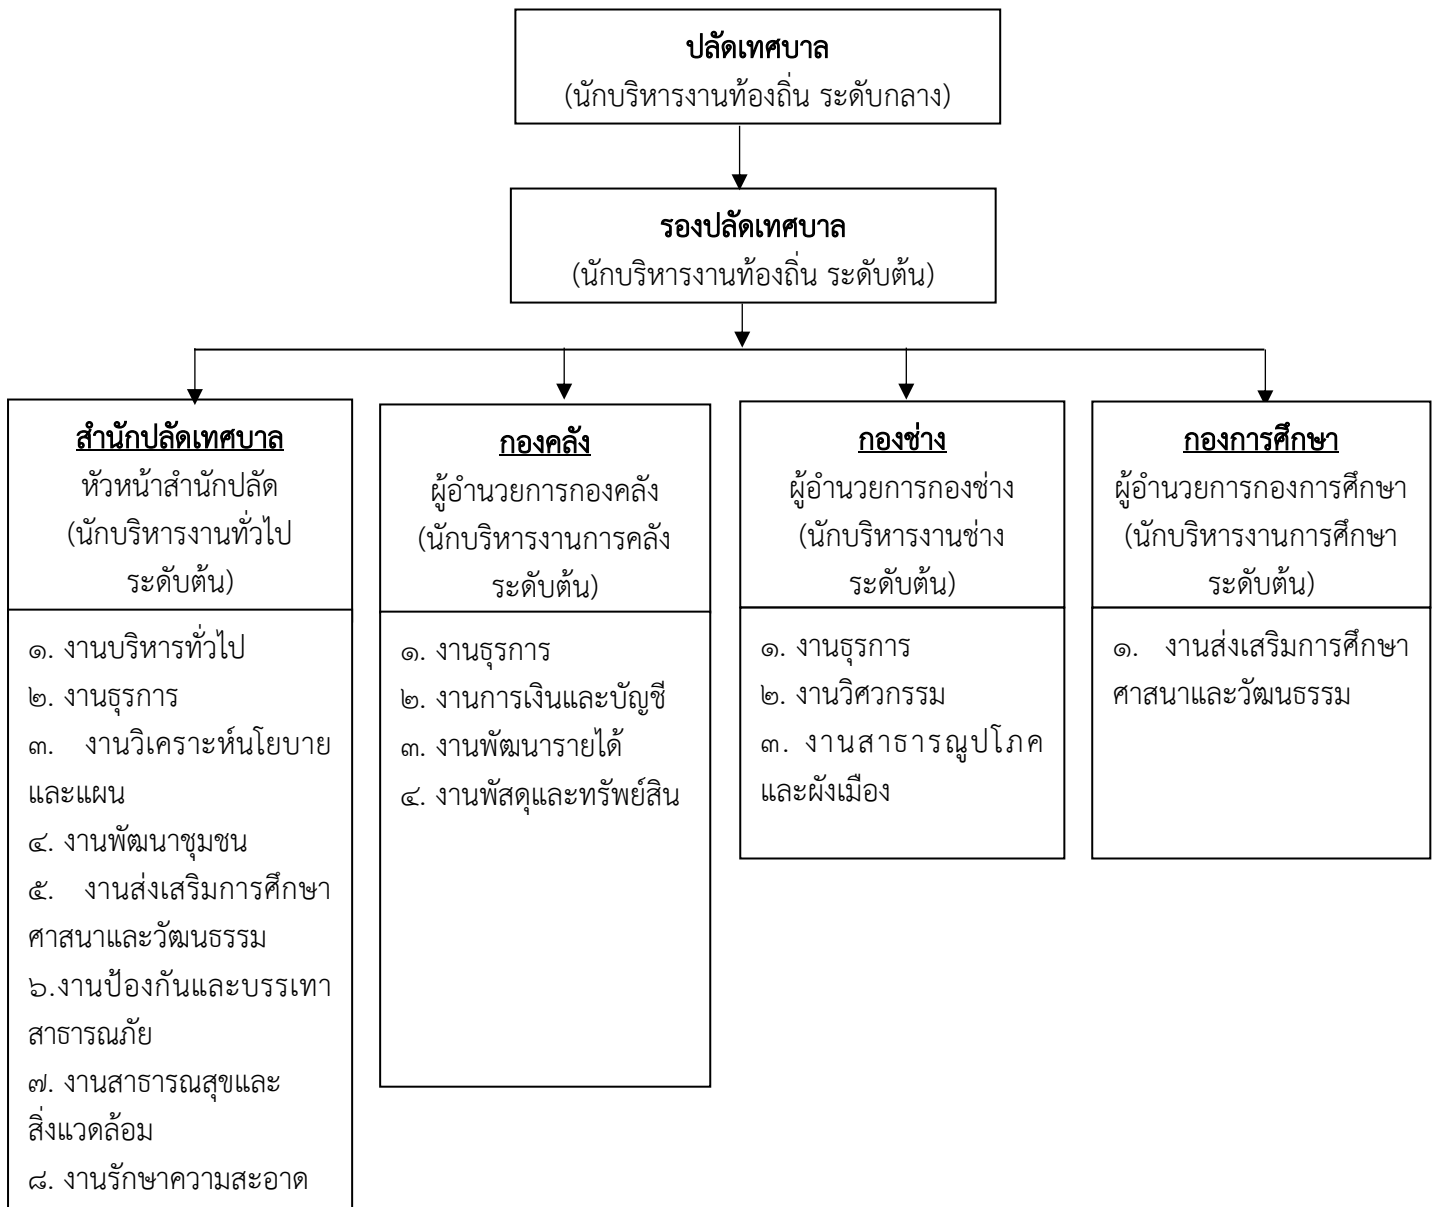 ปลัดเทศบาล
(นักบริหารงานท้องถิ่น ระดับกลาง)
รองปลัดเทศบาล
(นักบริหารงานท้องถิ่น ระดับต้น)
สำนักปลัดเทศบาล
หัวหน้าสำนักปลัด
(นักบริหารงานทั่วไป
ระดับต้น)
๑. งานบริหารทั่วไป
๒. งานธุรการ
๓. งานวิเคราะห์นโยบาย
และแผน
๔. งานพัฒนาชุมชน
๕. งานส่งเสริมการศึกษา
ศาสนาและวัฒนธรรม
๖.งานป้องกันและบรรเทา
สาธารณภัย
๗. งานสาธารณสุขและ
สิ่งแวดล้อม
๘. งานรักษาความสะอาด
กองคลัง
ผู้อำนวยการกองคลัง
(นักบริหารงานการคลัง
ระดับต้น)
๑. งานธุรการ
๒. งานการเงินและบัญชี
๓. งานพัฒนารายได้
๔. งานพัสดุและทรัพย์สิน
กองช่าง
ผู้อำนวยการกองช่าง
(นักบริหารงานช่าง
ระดับต้น)
๑. งานธุรการ
๒. งานวิศวกรรม
๓. งานสาธารณูปโภค
และผังเมือง
กองการศึกษา
ผู้อำนวยการกองการศึกษา
(นักบริหารงานการศึกษา
ระดับต้น)
๑. งานส่งเสริมการศึกษา
ศาสนาและวัฒนธรรม